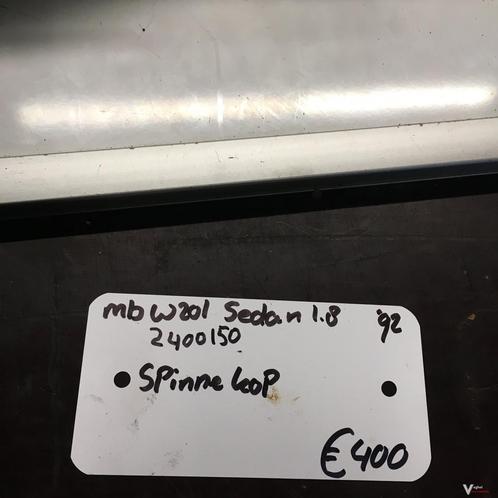 mb W201 Sedan 1.8 '92
2400150
• SPinnekop
€400